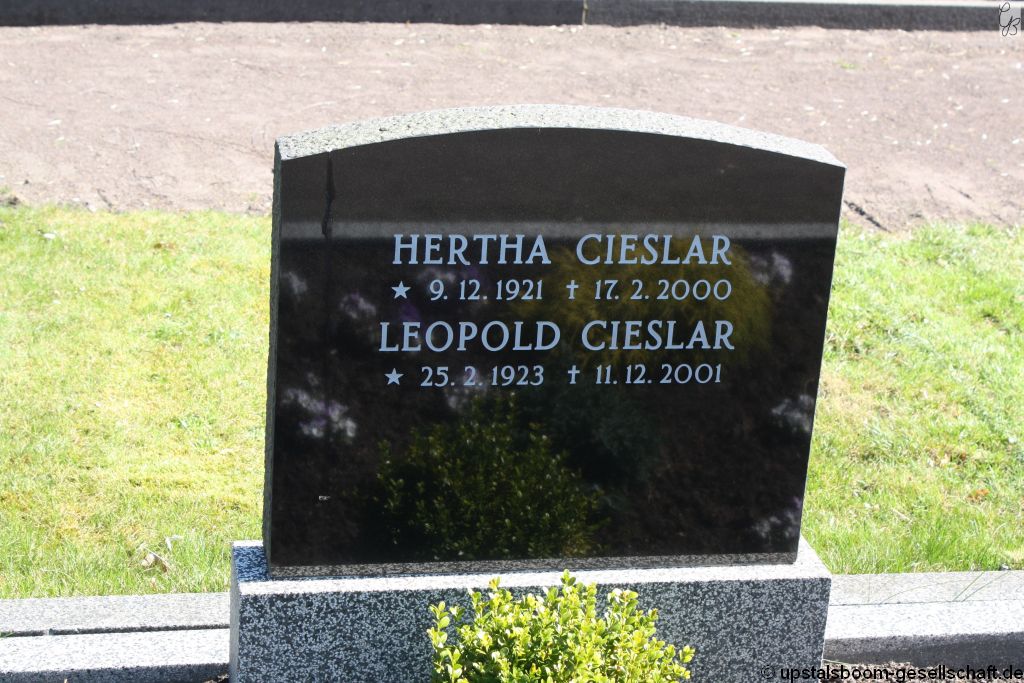 HERTHA CIESLAR
★ 9. 12. 1921 † 17. 2. 2000
LEOPOLD CIESLAR
★ 25. 2. 1923 † 11. 12. 2001
© upstalsboom-gesellschaft.de